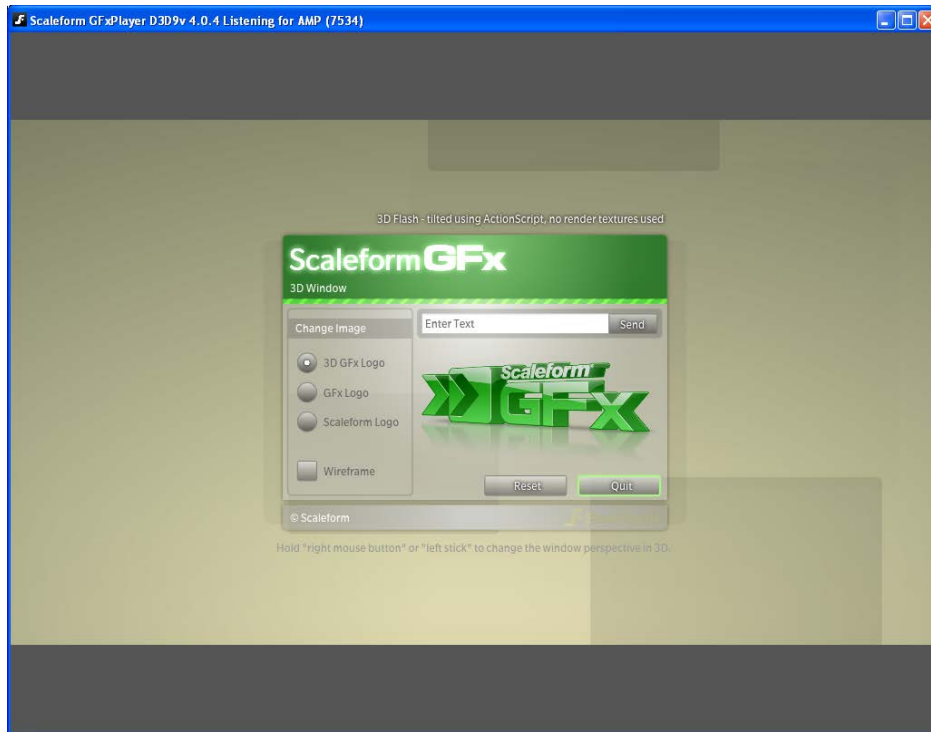 Scaleform GFxPlayer D3D9v 4.0.4 Listening for AMP (7534)
3D Flash - tilted using ActionScript, no render textures used
Scaleform GFx
3D Window
Change Image
Enter Text
Send
3D GFx Logo
GFx Logo
Scaleform Logo
Scaleform
GFx
Wireframe
Reset
Quit
© Scaleform
Hold "right mouse button" or "left stick" to change the window perspective in 3D.